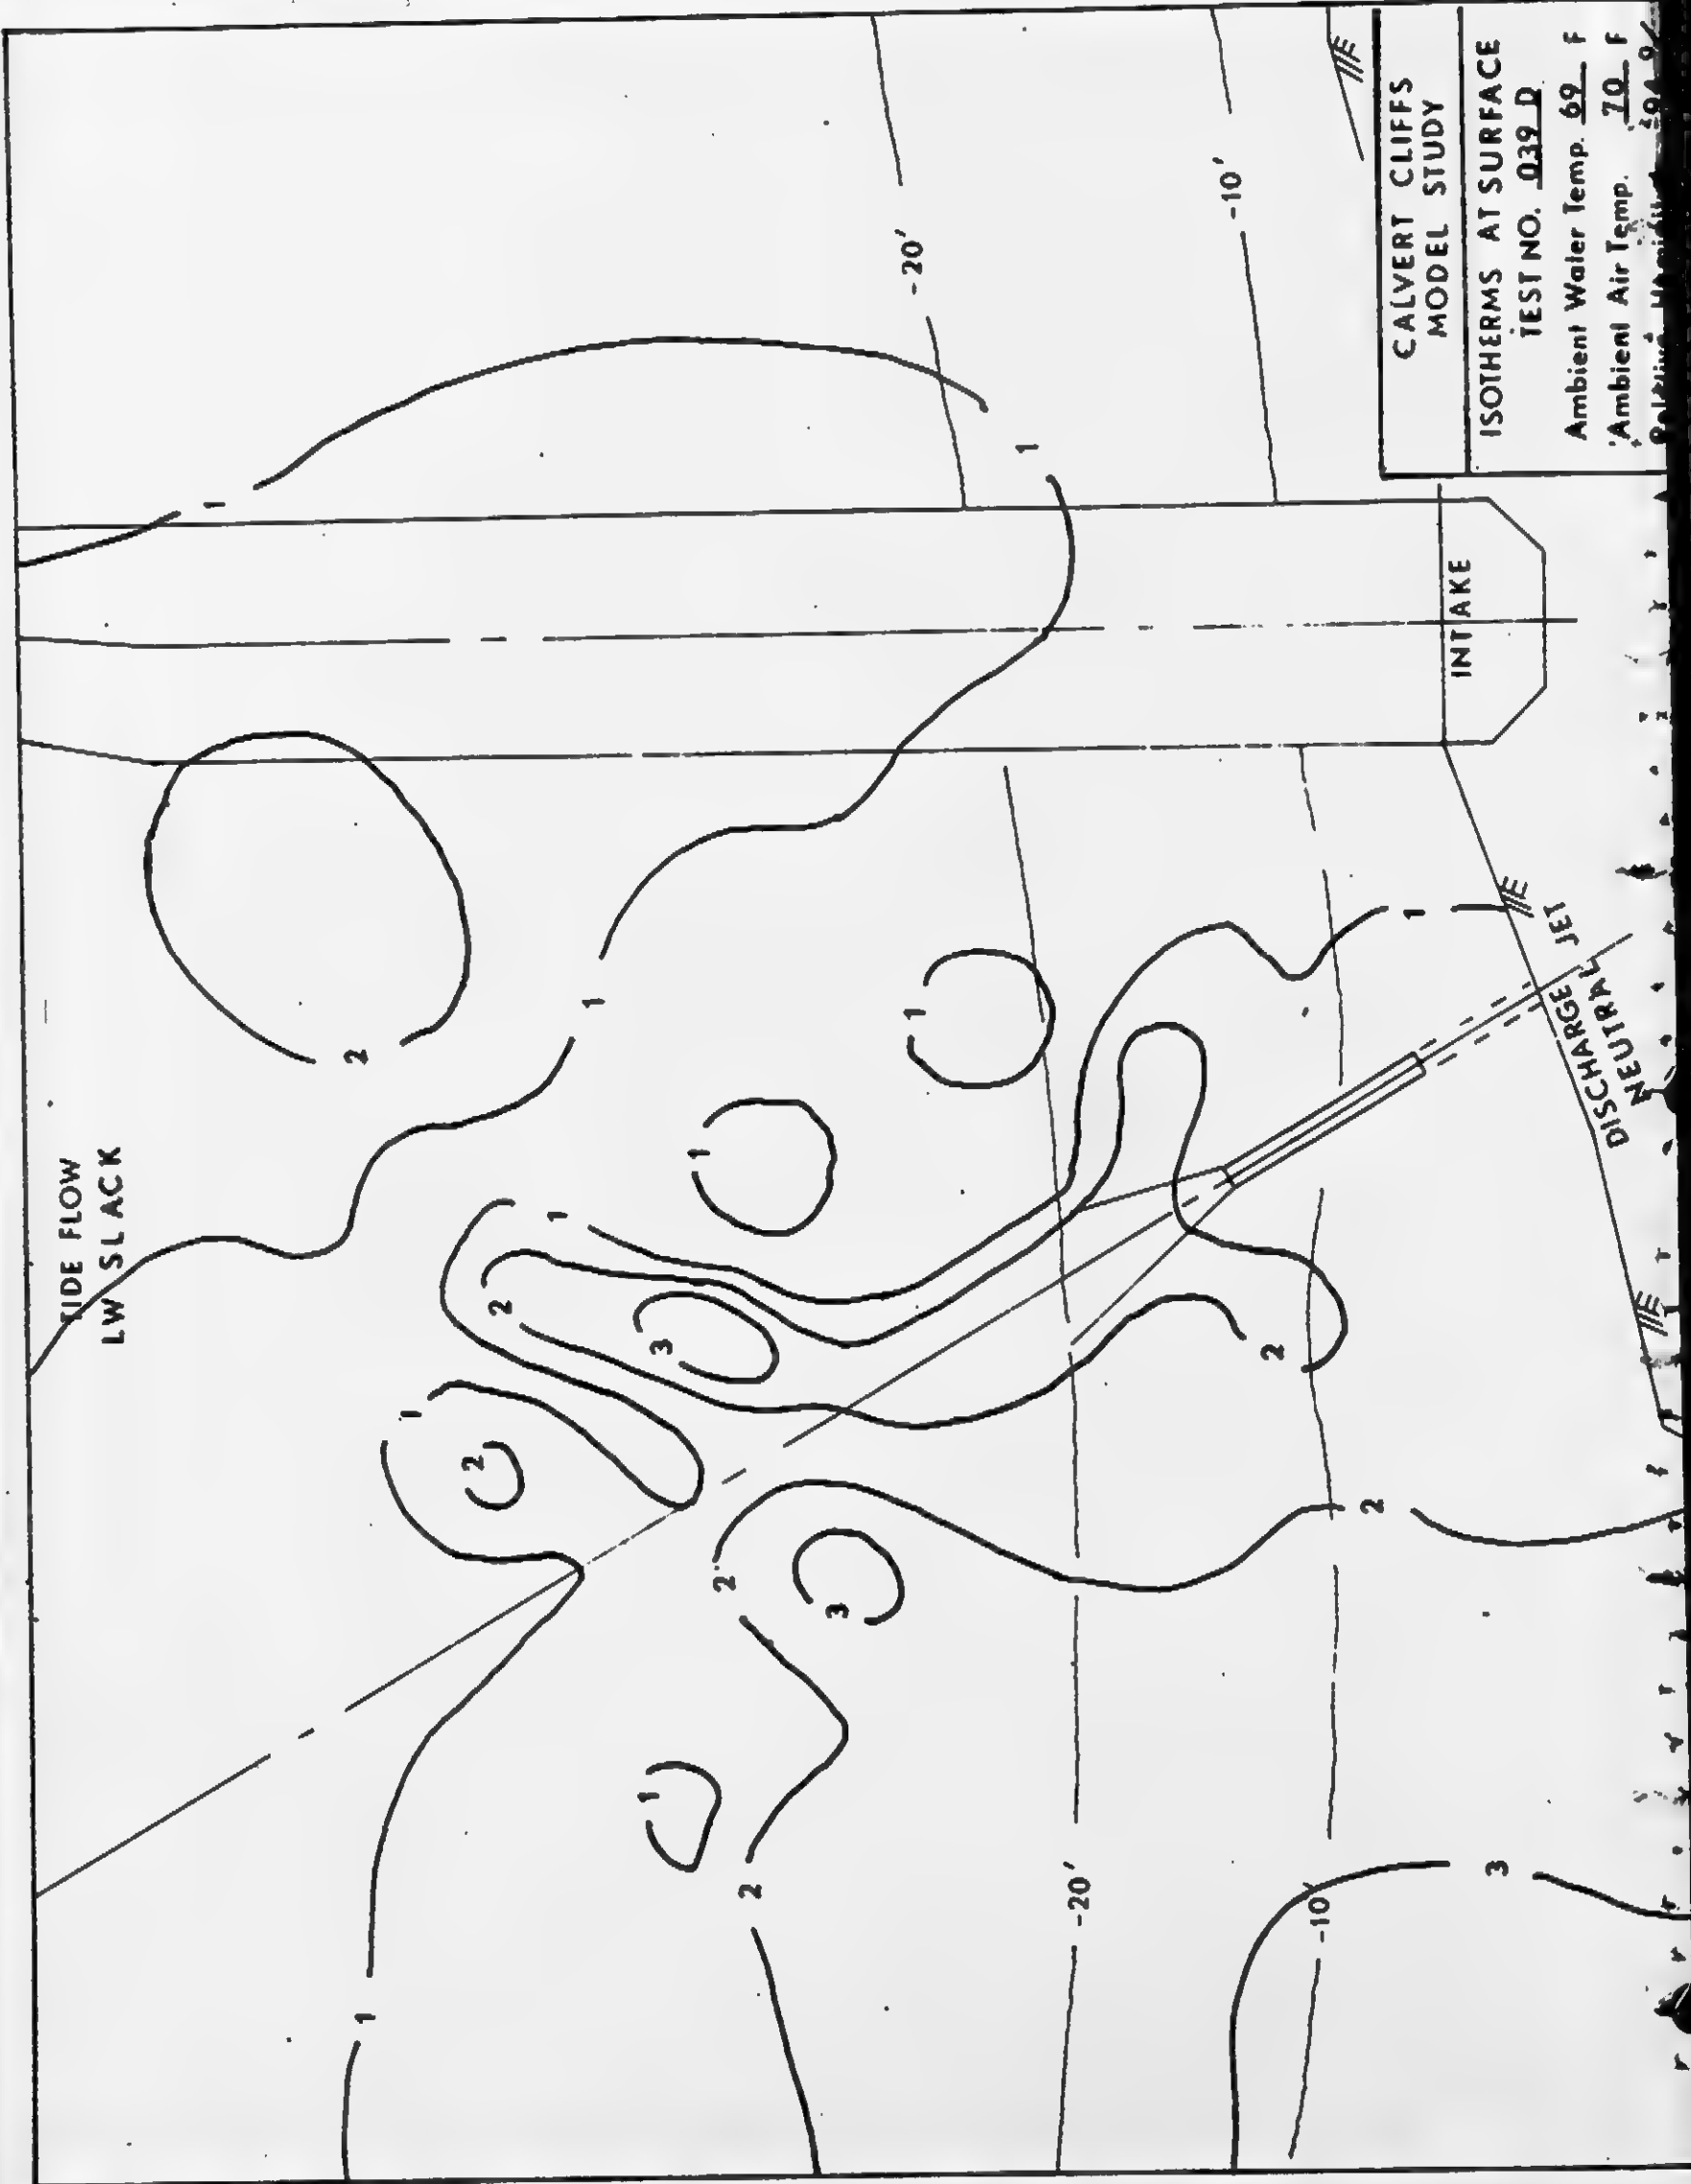 TIDE FLOW
LW SLACK
1
1
2
1
1
1
1
1
2
3
1
2
2
3
1
2
1
2
2
3
1
-20'
-10'
-20'
-10'
INTAKE
DISCHARGE JET
NEUTRAL
CALVERT CLIFFS
MODEL STUDY
ISOTHERMS AT SURFACE
TEST NO. 039 D
Ambient Water Temp. 69 F
Ambient Air Temp. 70 F